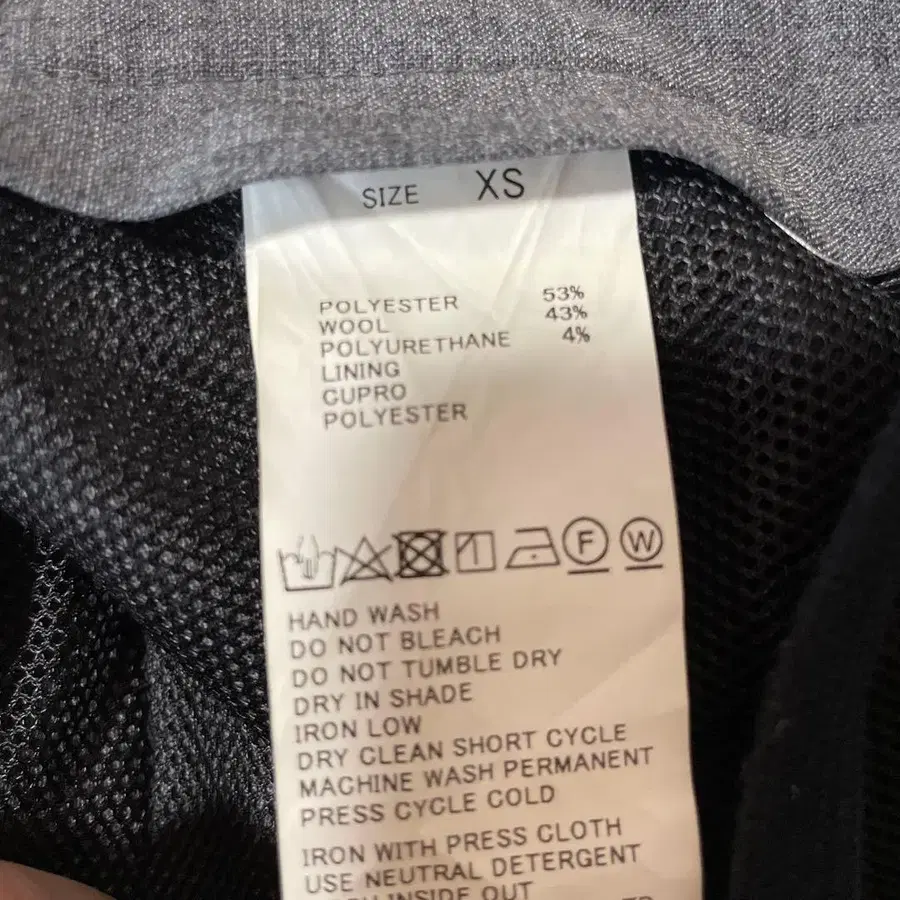 SIZE XS
POLYESTER 53%
WOOL 43%
POLYURETHANE 4%
LINING
CUPRO
POLYESTER
F W
HAND WASH
DO NOT BLEACH
DO NOT TUMBLE DRY
DRY IN SHADE
IRON LOW
DRY CLEAN SHORT CYCLE
MACHINE WASH PERMANENT
PRESS CYCLE COLD
IRON WITH PRESS CLOTH
USE NEUTRAL DETERGENT
INSIDE OUT